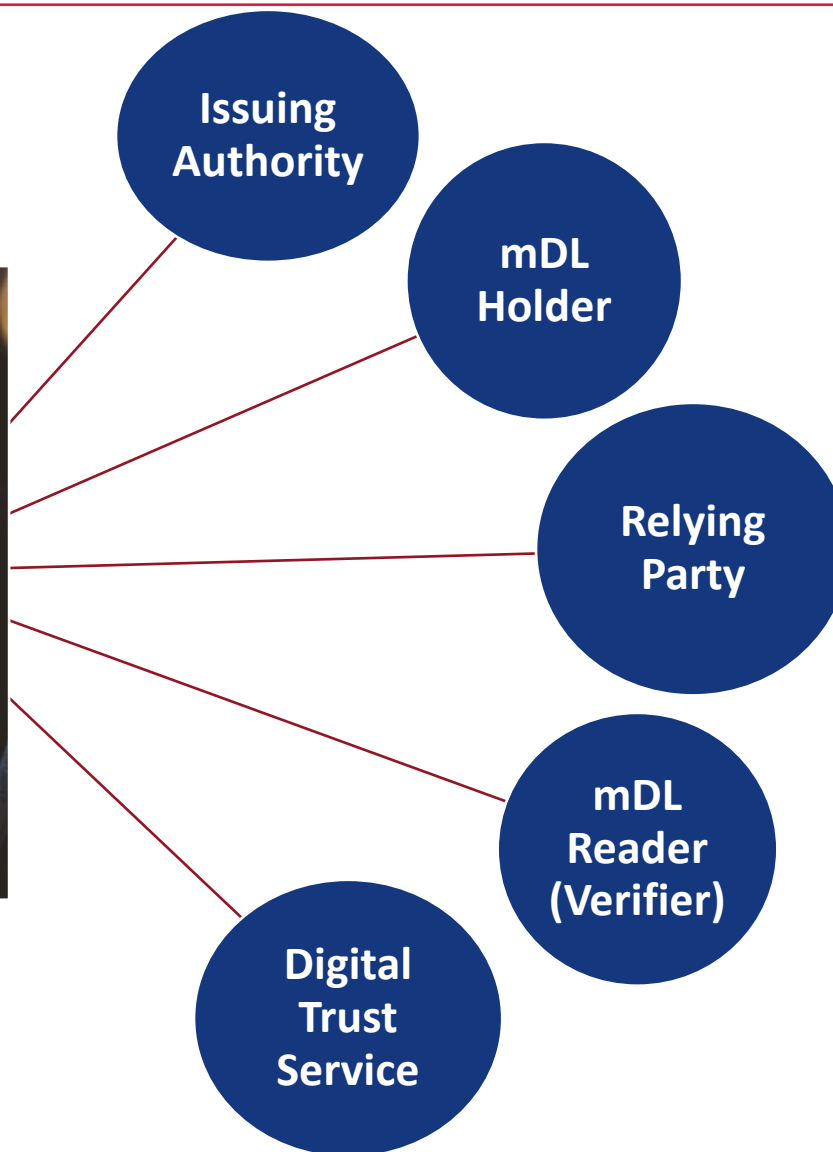 Issuing
Authority
mDL
Holder
Relying
Party
mDL
Reader
(Verifier)
Digital
Trust
Service